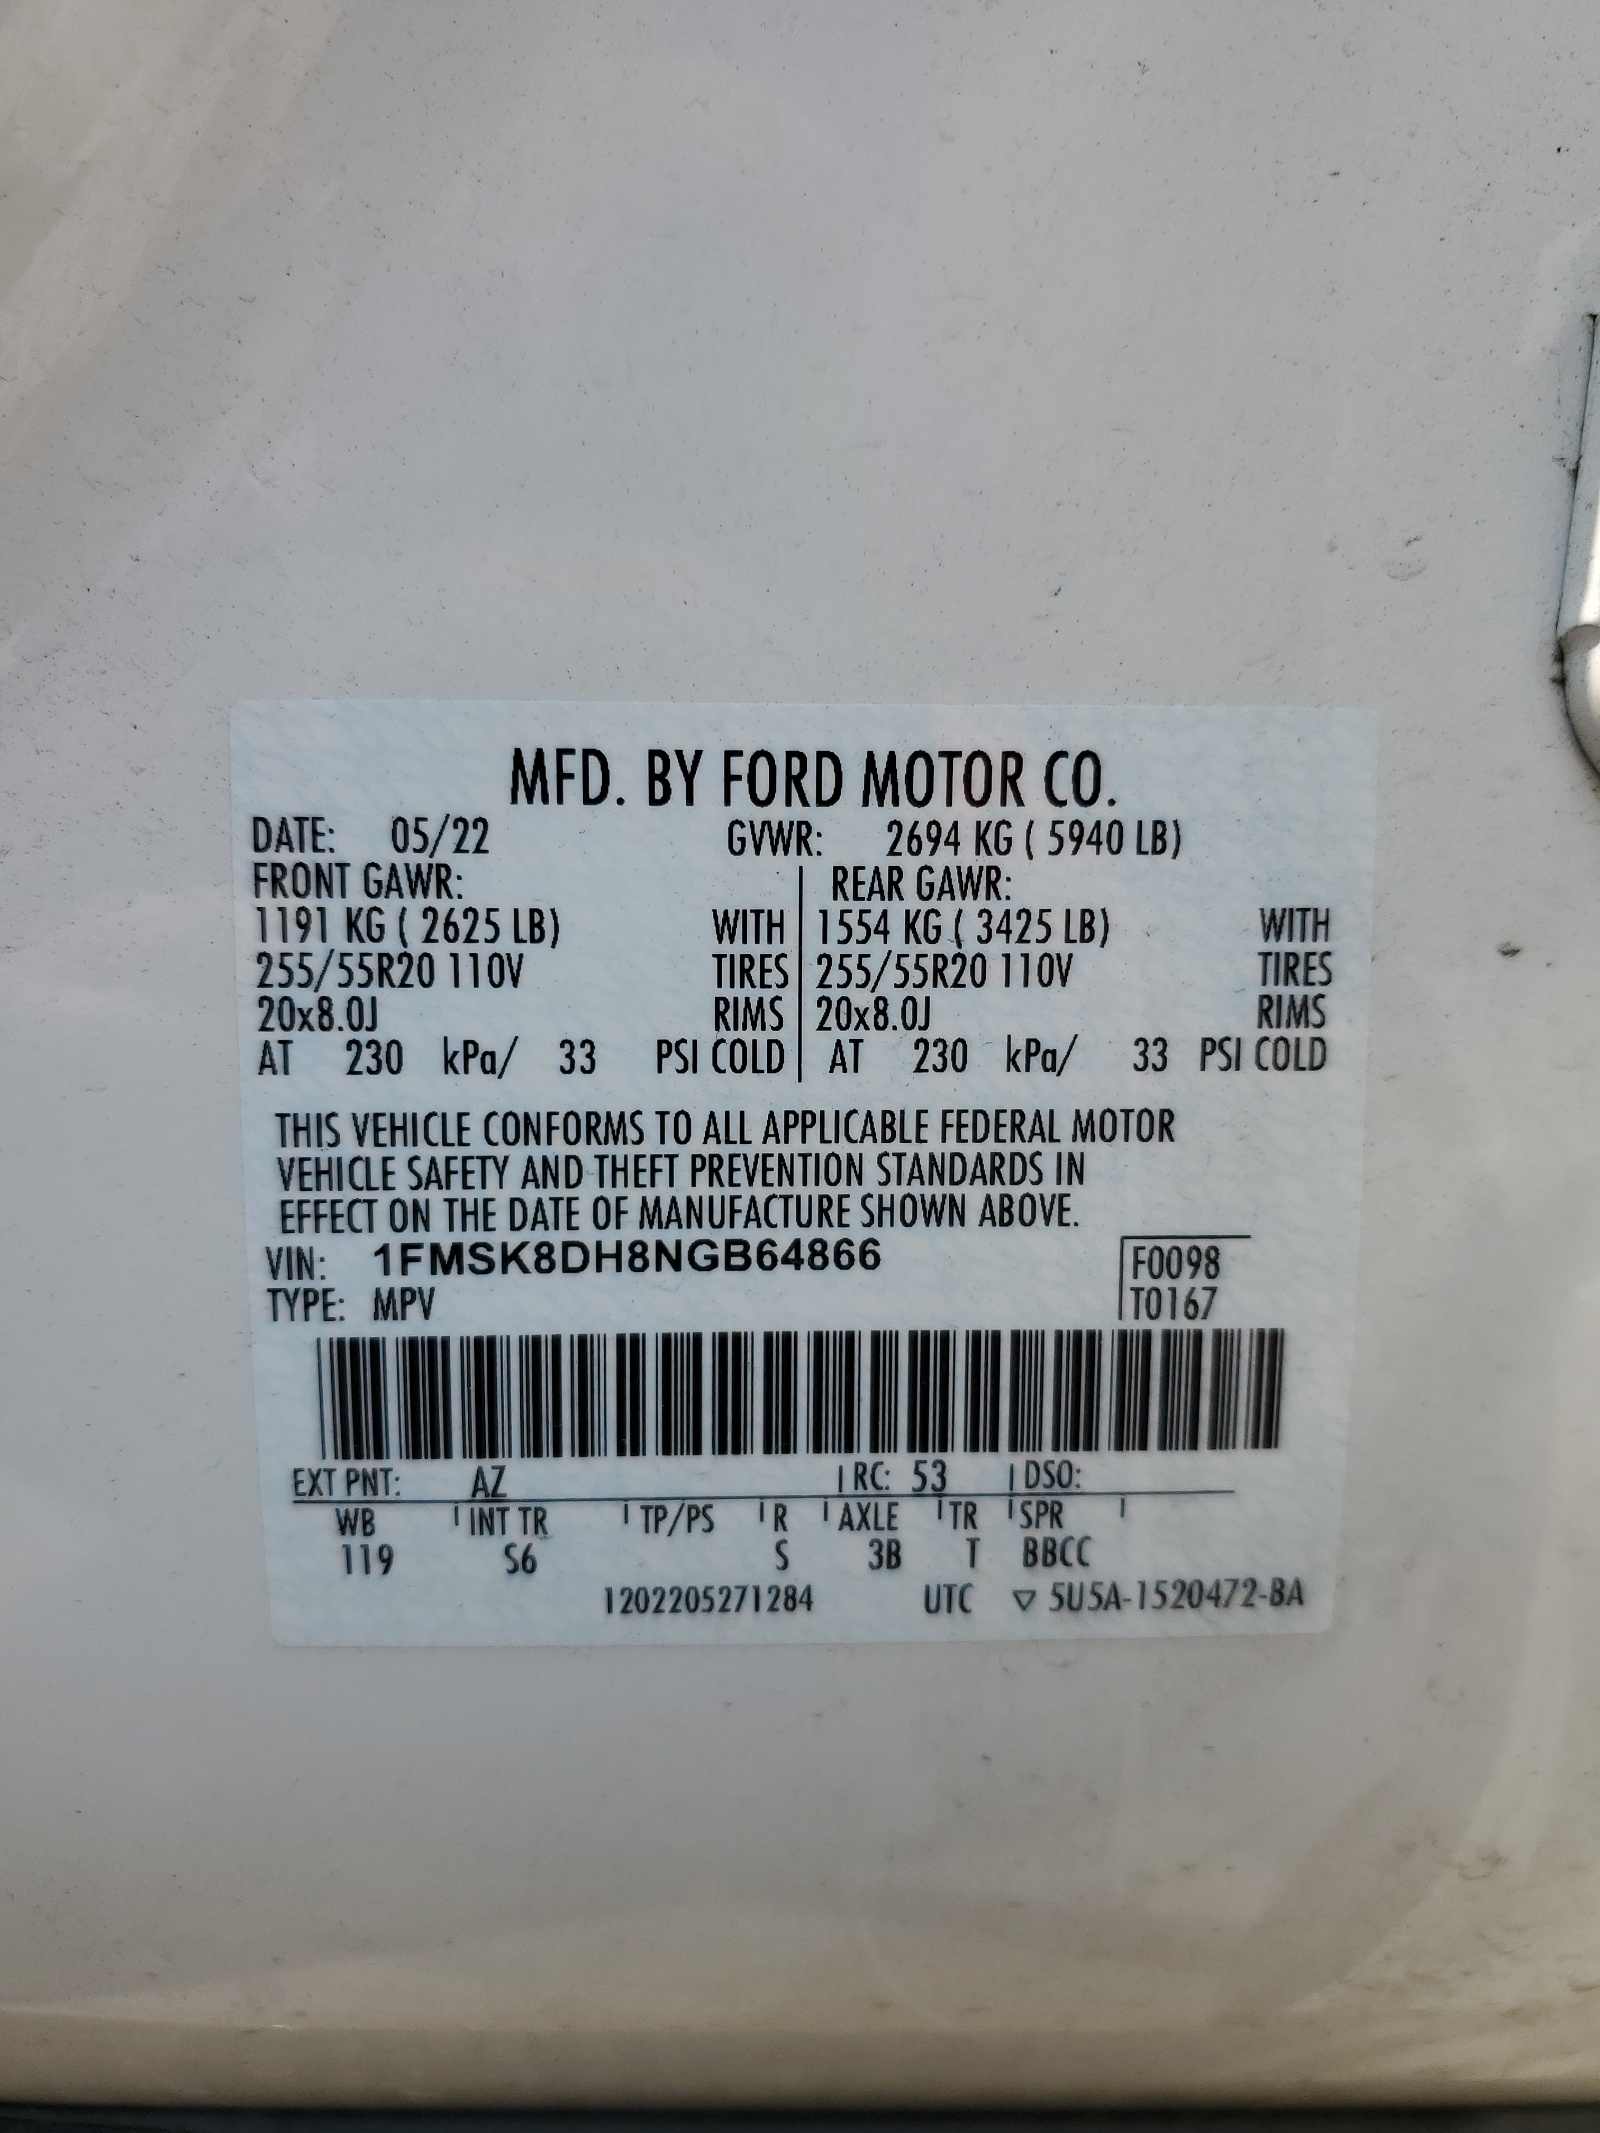 MFD. BY FORD MOTOR CO.
DATE: 05/22 GVWR: 2694 KG ( 5940 LB)
FRONT GAWR: REAR GAWR:
1191 KG ( 2625 LB) WITH 1554 KG ( 3425 LB) WITH
255/55R20 110V TIRES 255/55R20 110V TIRES
20x8.0J RIMS 20x8.0J RIMS
AT 230 kPa/ 33 PSI COLD AT 230 kPa/ 33 PSI COLD
THIS VEHICLE CONFORMS TO ALL APPLICABLE FEDERAL MOTOR
VEHICLE SAFETY AND THEFT PREVENTION STANDARDS IN
EFFECT ON THE DATE OF MANUFACTURE SHOWN ABOVE.
VIN: 1FMSK8DH8NGB64866 F0098
TYPE: MPV T0167
EXT PNT: AZ RC: 53 DSO:
WB INT TR TP/PS R AXLE TR SPR
119 S6 S 3B T BBCC
1202205271284 UTC ▽ 5U5A-1520472-BA